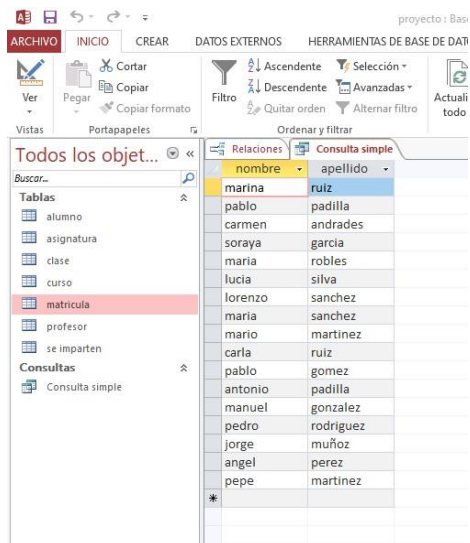 proyecto : Base
ARCHIVO INICIO CREAR DATOS EXTERNOS HERRAMIENTAS DE BASE DE DAT
Ver
Pegar
Cortar
Copiar
Copiar formato
Filtro
Ascendente
Descendente
Quitar orden
Selección
Avanzadas
Alternar filtro
Actuali
todo
Vistas Portapapeles Ordenar y filtrar
Todos los objet... «
Buscar...
Tablas
alumno
asignatura
clase
curso
matricula
profesor
se imparten
Consultas
Consulta simple
Relaciones Consulta simple
nombre apellido
marina ruiz
pablo padilla
carmen andrades
soraya garcia
maria robles
lucia silva
lorenzo sanchez
maria sanchez
mario martinez
carla ruiz
pablo gomez
antonio padilla
manuel gonzalez
pedro rodriguez
jorge muñoz
angel perez
pepe martinez